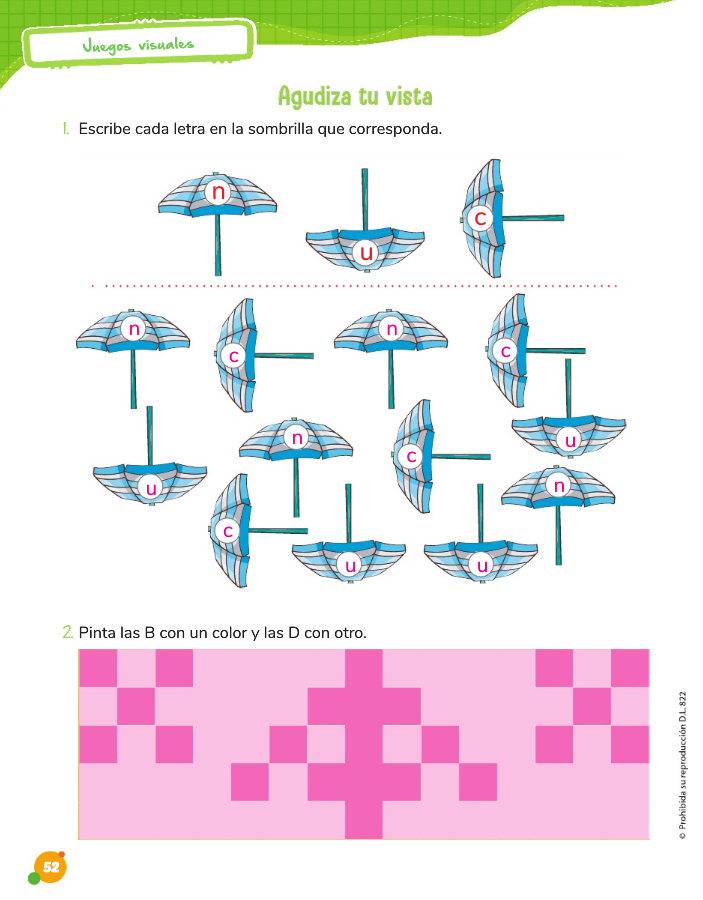 Juegos visuales
Agudiza tu vista
1. Escribe cada letra en la sombrilla que corresponda.
n
u
c
n
c
n
c
u
n
c
u
n
c
u
u
2. Pinta las B con un color y las D con otro.
© Prohibida su reproducción D.L. 822
52